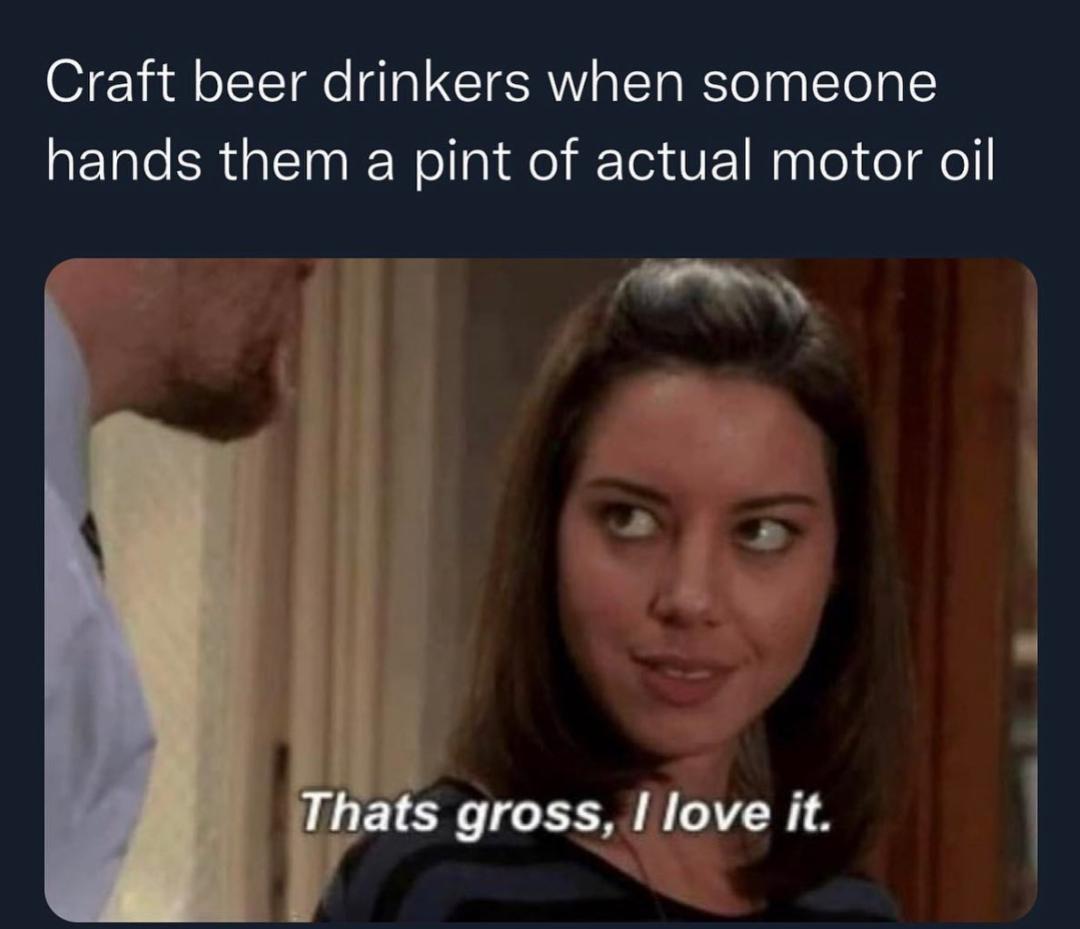 Craft beer drinkers when someone
hands them a pint of actual motor oil
Thats gross, I love it.